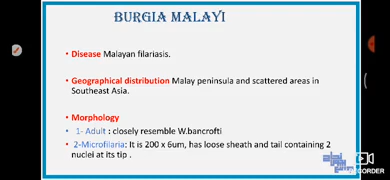 BURGIA MALAYI
• Disease Malayan filariasis.
• Geographical distribution Malay peninsula and scattered areas in
Southeast Asia.
• Morphology
• 1- Adult : closely resemble W.bancrofti
• 2-Microfilaria: It is 200 x 6um, has loose sheath and tail containing 2
nuclei at its tip .